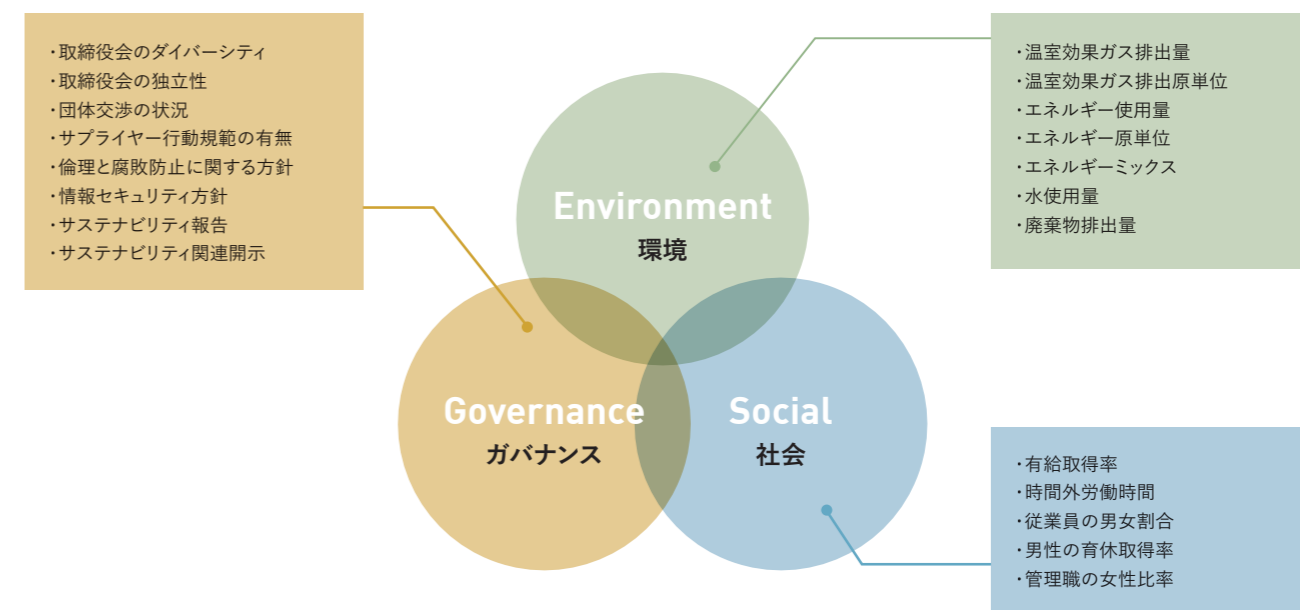 ・取締役会のダイバーシティ
・取締役会の独立性
・団体交渉の状況
・サプライヤー行動規範の有無
・倫理と腐敗防止に関する方針
・情報セキュリティ方針
・サステナビリティ報告
・サステナビリティ関連開示
・温室効果ガス排出量
・温室効果ガス排出原単位
・エネルギー使用量
・エネルギー原単位
・エネルギーミックス
・水使用量
・廃棄物排出量
Environment
環境
Governance
ガバナンス
Social
社会
・有給取得率
・時間外労働時間
・従業員の男女割合
・男性の育休取得率
・管理職の女性比率